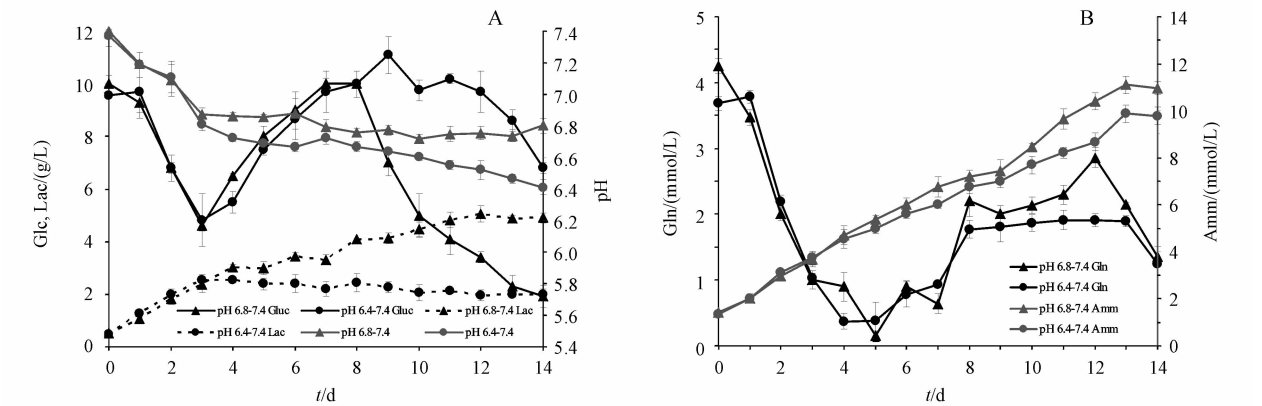 A
12
10
8
6
4
2
0
Glc, Lac/(g/L)
7.4
7.2
7.0
6.8
6.6
6.4
6.2
6.0
5.8
5.6
5.4
pH
pH 6.8-7.4 Gluc pH 6.4-7.4 Gluc pH 6.8-7.4 Lac
pH 6.4-7.4 Lac pH 6.8-7.4 pH 6.4-7.4
0 2 4 6 8 10 12 14
t/d
B
5
4
3
2
1
0
Gln/(mmol/L)
14
12
10
8
6
4
2
0
Amm/(mmol/L)
pH 6.8-7.4 Gln
pH 6.4-7.4 Gln
pH 6.8-7.4 Amm
pH 6.4-7.4 Amm
0 2 4 6 8 10 12 14
t/d